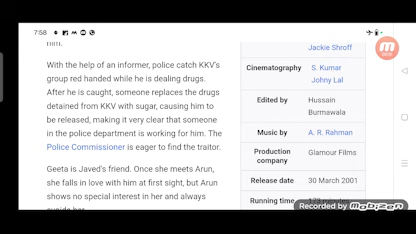 7:58
him.
With the help of an informer, police catch KKV's
group red handed while he is dealing drugs.
After he is caught, someone replaces the drugs
detained from KKV with sugar, causing him to
be released, making it very clear that someone
in the police department is working for him. The
Police Commissioner is eager to find the traitor.
Geeta is Javed's friend. Once she meets Arun,
she falls in love with him at first sight, but Arun
shows no special interest in her and always
Jackie Shroff
Cinematography S. Kumar
Johny Lal
Edited by Hussain
Burmawala
Music by A. R. Rahman
Production Glamour Films
company
Release date 30 March 2001
Running time 173 minutes
Recorded by MOBIZEN